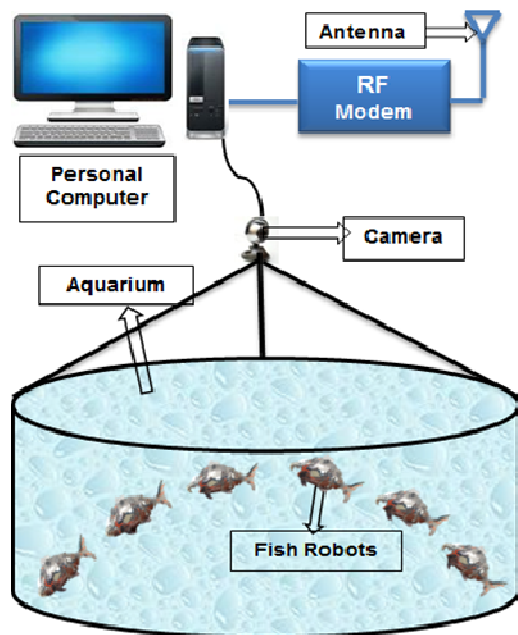 Antenna
RF
Modem
Personal
Computer
Camera
Aquarium
Fish Robots